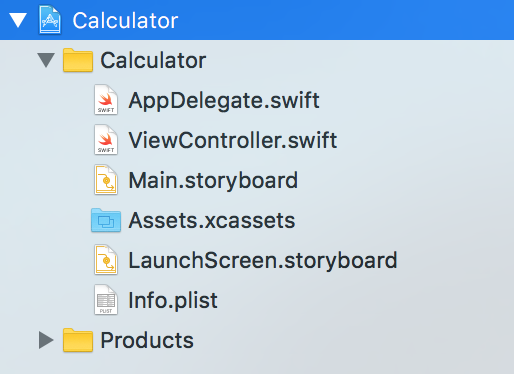 Calculator
Calculator
SWIFT AppDelegate.swift
SWIFT ViewController.swift
Main.storyboard
Assets.xcassets
LaunchScreen.storyboard
PLIST Info.plist
Products